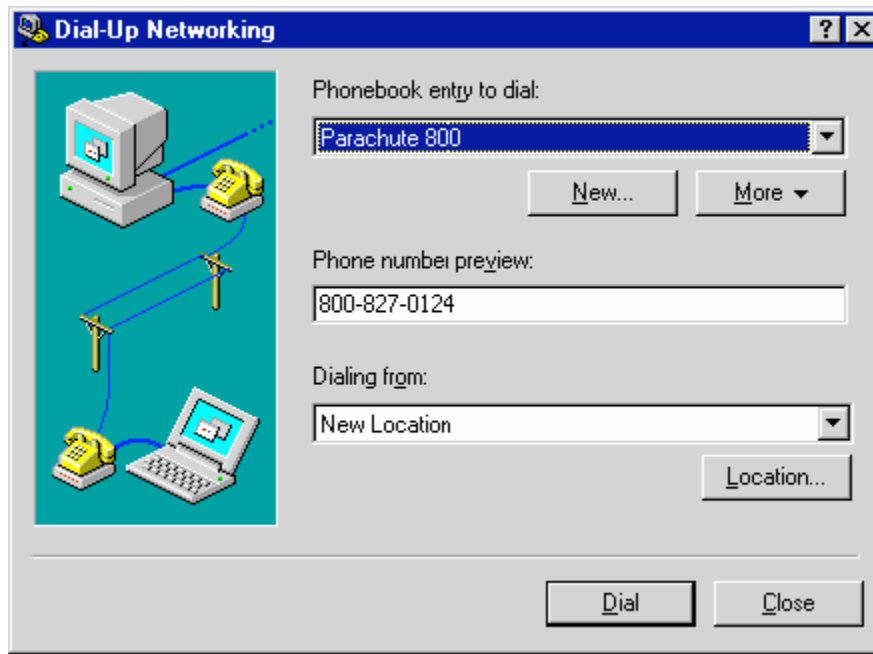 Dial-Up Networking
Phonebook entry to dial:
Parachute 800
New...
More
Phone number preview:
800-827-0124
Dialing from:
New Location
Location...
Dial
Close